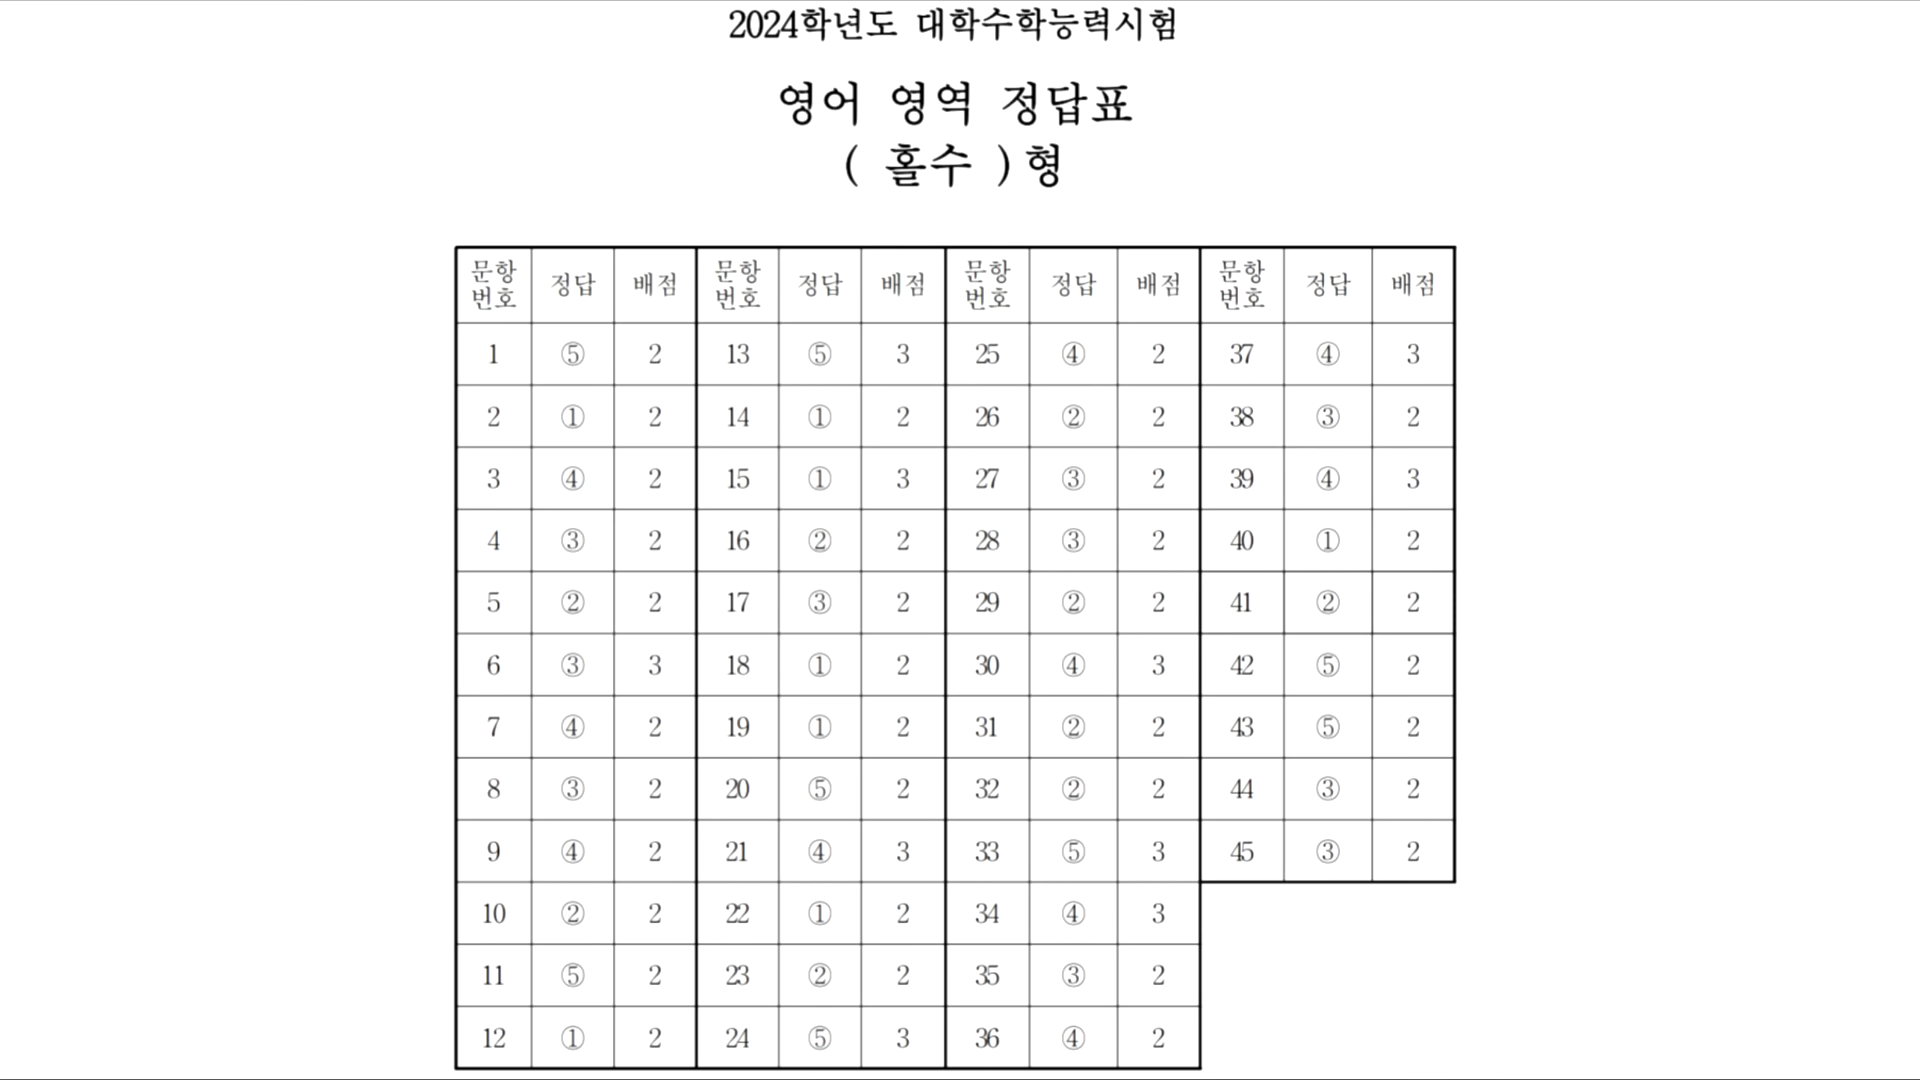 2024학년도 대학수학능력시험
영어 영역 정답표
( 홀수 ) 형
문항 번호 정답 배점 문항 번호 정답 배점 문항 번호 정답 배점 문항 번호 정답 배점
1 ⑤ 2 13 ⑤ 3 25 ④ 2 37 ④ 3
2 ① 2 14 ① 2 26 ② 2 38 ③ 2
3 ④ 2 15 ① 3 27 ③ 2 39 ④ 3
4 ③ 2 16 ② 2 28 ③ 2 40 ① 2
5 ② 2 17 ③ 2 29 ② 2 41 ② 2
6 ③ 3 18 ① 2 30 ④ 3 42 ⑤ 2
7 ④ 2 19 ① 2 31 ② 2 43 ⑤ 2
8 ③ 2 20 ⑤ 2 32 ② 2 44 ③ 2
9 ④ 2 21 ④ 3 33 ⑤ 3 45 ③ 2
10 ② 2 22 ① 2 34 ④ 3
11 ⑤ 2 23 ② 2 35 ③ 2
12 ① 2 24 ⑤ 3 36 ④ 2